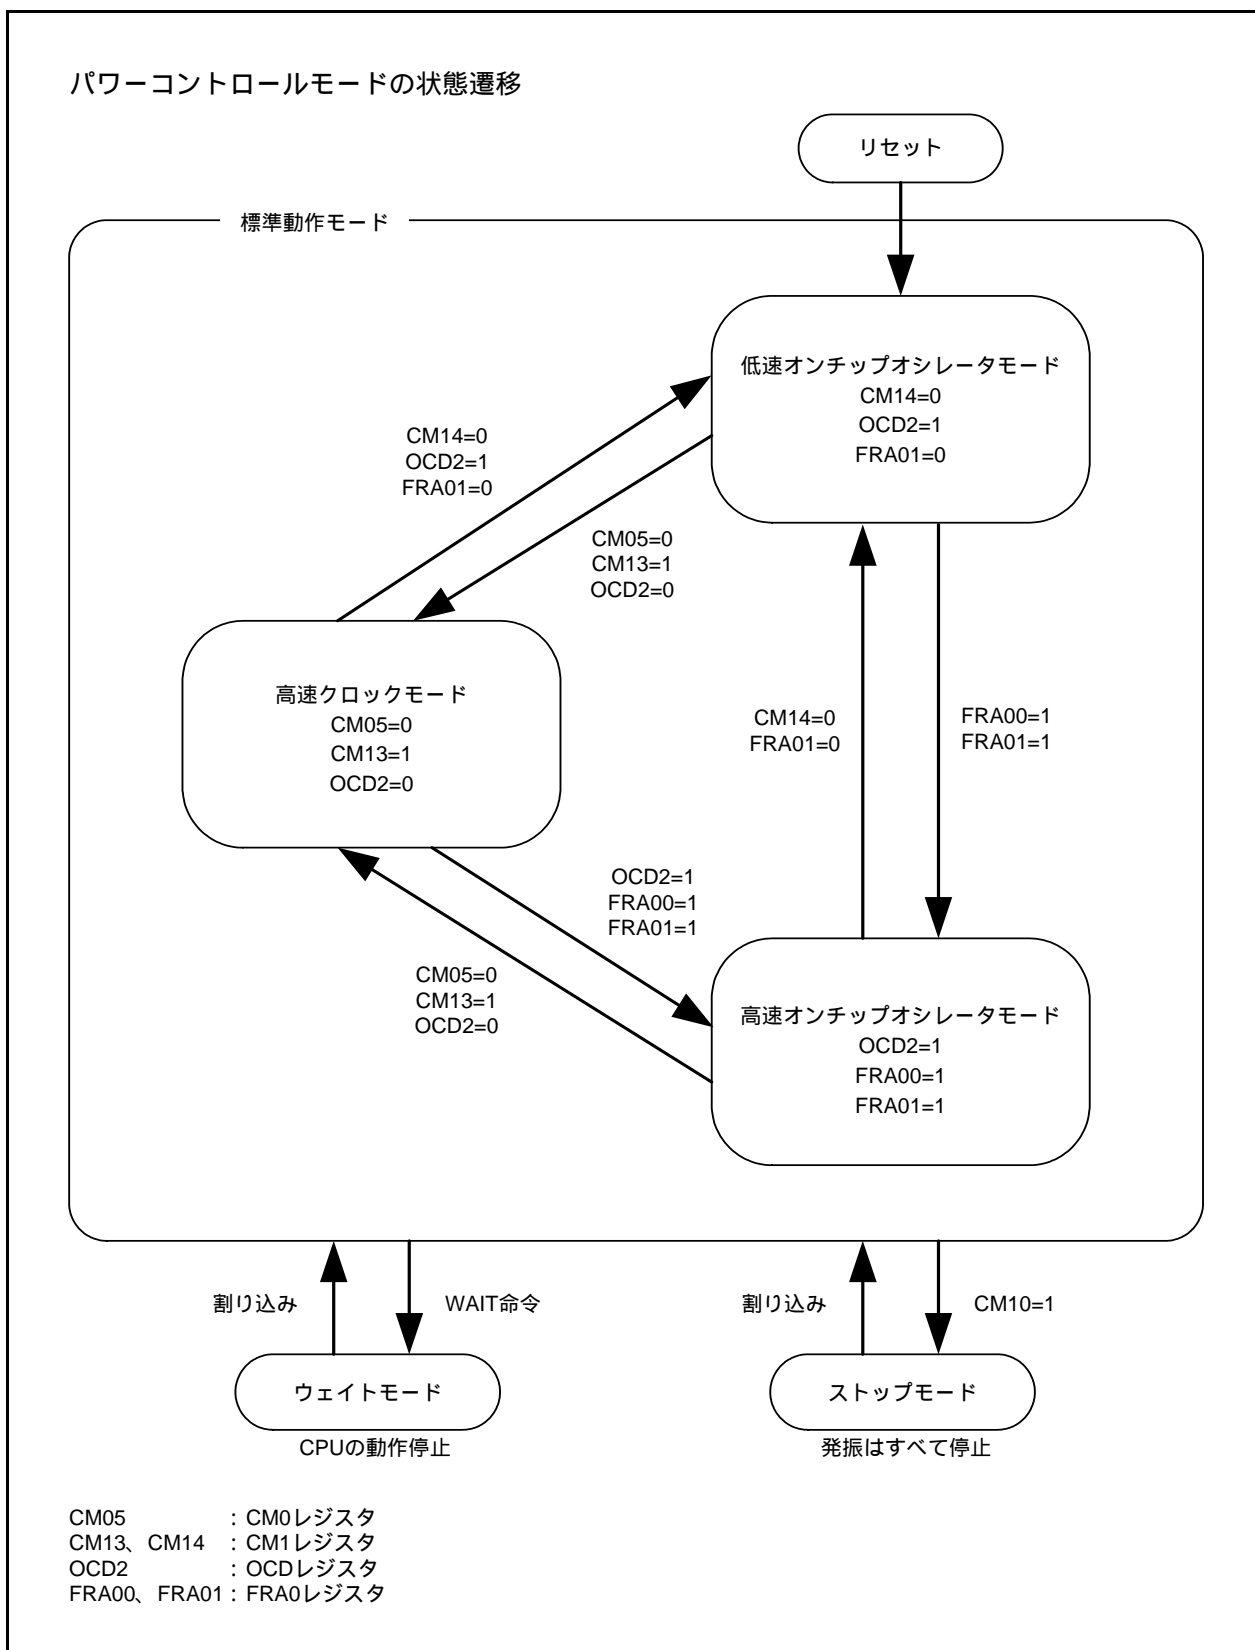 パワーコントロールモードの状態遷移
リセット
標準動作モード
低速オンチップオシレータモード
CM14=0
OCD2=1
FRA01=0
CM14=0
OCD2=1
FRA01=0
CM05=0
CM13=1
OCD2=0
高速クロックモード
CM05=0
CM13=1
OCD2=0
CM14=0
FRA01=0
FRA00=1
FRA01=1
OCD2=1
FRA00=1
FRA01=1
CM05=0
CM13=1
OCD2=0
高速オンチップオシレータモード
OCD2=1
FRA00=1
FRA01=1
割り込み
WAIT命令
割り込み
CM10=1
ウェイトモード
CPUの動作停止
ストップモード
発振はすべて停止
CM05 : CM0レジスタ
CM13、CM14 : CM1レジスタ
OCD2 : OCDレジスタ
FRA00、FRA01 : FRA0レジスタ